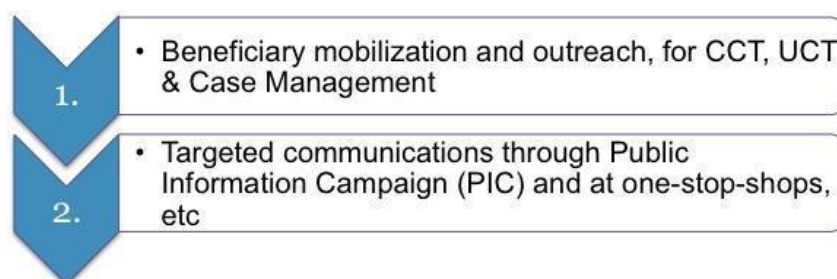 1.
• Beneficiary mobilization and outreach, for CCT, UCT
& Case Management
2.
• Targeted communications through Public
Information Campaign (PIC) and at one-stop-shops,
etc